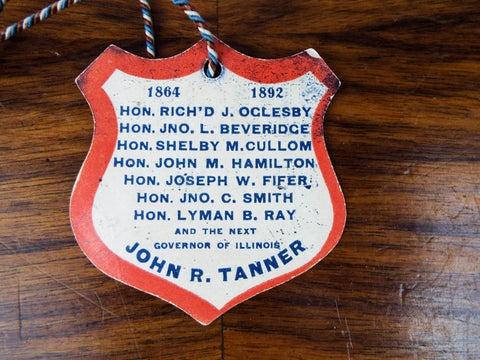 1864 1892
HON. RICH'D J. OGLESBY
HON. JNO. L. BEVERIDGE
HON. SHELBY M. CULLOM
HON. JOHN M. HAMILTON
HON. JOSEPH W. FIFER
HON. JNO. C. SMITH
HON. LYMAN B. RAY
AND THE NEXT
GOVERNOR OF ILLINOIS
JOHN R. TANNER